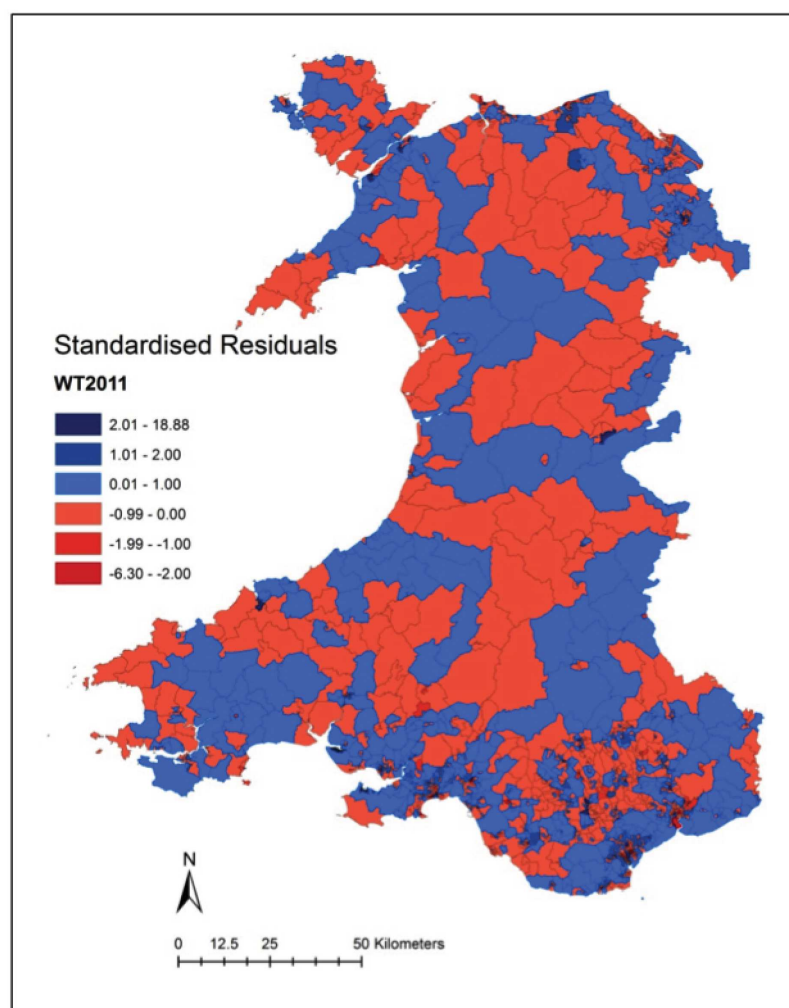 Standardised Residuals
WT2011
2.01 - 18.88
1.01 - 2.00
0.01 - 1.00
-0.99 - 0.00
-1.99 - -1.00
-6.30 - -2.00
N
0 12.5 25 50 Kilometers